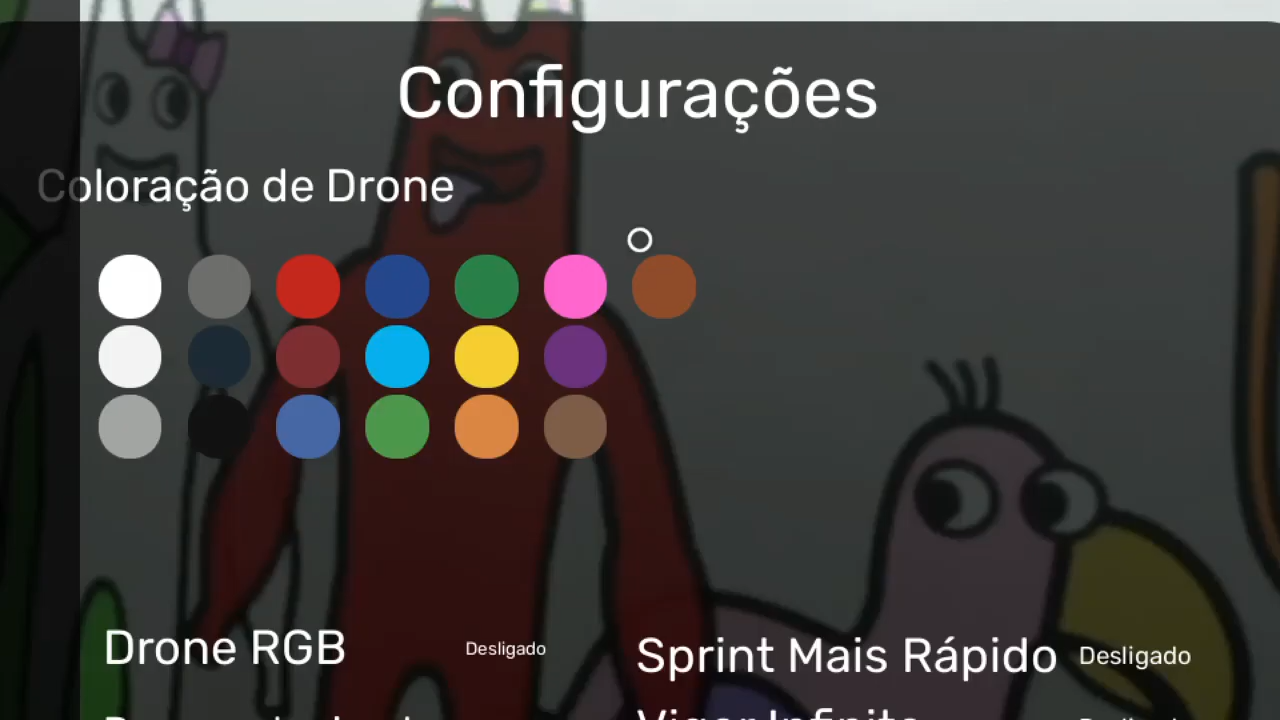 Configurações
Coloração de Drone
Drone RGB Desligado
Sprint Mais Rápido Desligado